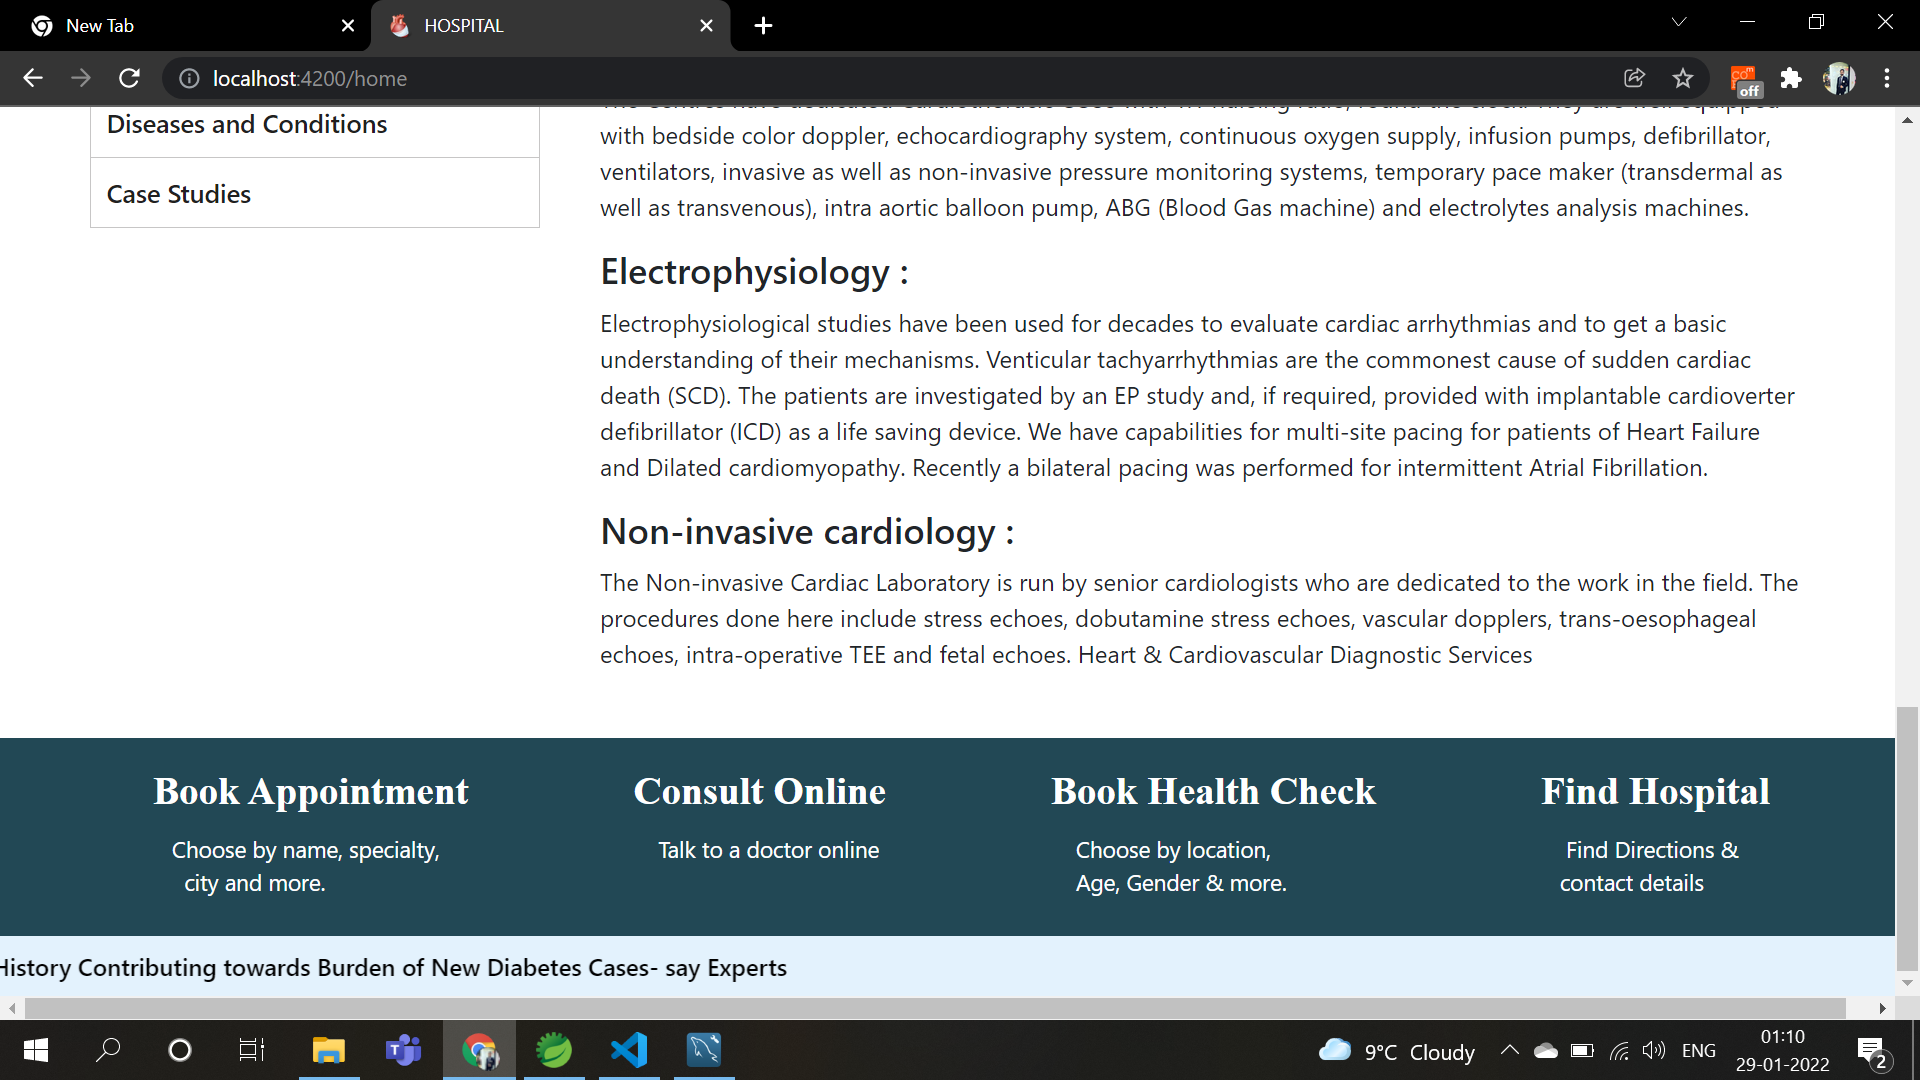 New Tab
HOSPITAL
localhost:4200/home
cdm
off
Diseases and Conditions
Case Studies
with bedside color doppler, echocardiography system, continuous oxygen supply, infusion pumps, defibrillator,
ventilators, invasive as well as non-invasive pressure monitoring systems, temporary pace maker (transdermal as
well as transvenous), intra aortic balloon pump, ABG (Blood Gas machine) and electrolytes analysis machines.
Electrophysiology :
Electrophysiological studies have been used for decades to evaluate cardiac arrhythmias and to get a basic
understanding of their mechanisms. Venticular tachyarrhythmias are the commonest cause of sudden cardiac
death (SCD). The patients are investigated by an EP study and, if required, provided with implantable cardioverter
defibrillator (ICD) as a life saving device. We have capabilities for multi-site pacing for patients of Heart Failure
and Dilated cardiomyopathy. Recently a bilateral pacing was performed for intermittent Atrial Fibrillation.
Non-invasive cardiology :
The Non-invasive Cardiac Laboratory is run by senior cardiologists who are dedicated to the work in the field. The
procedures done here include stress echoes, dobutamine stress echoes, vascular dopplers, trans-oesophageal
echoes, intra-operative TEE and fetal echoes. Heart & Cardiovascular Diagnostic Services
Book Appointment
Choose by name, specialty,
city and more.
Consult Online
Talk to a doctor online
Book Health Check
Choose by location,
Age, Gender & more.
Find Hospital
Find Directions &
contact details
History Contributing towards Burden of New Diabetes Cases- say Experts
9°C Cloudy
ENG
01:10
29-01-2022
2